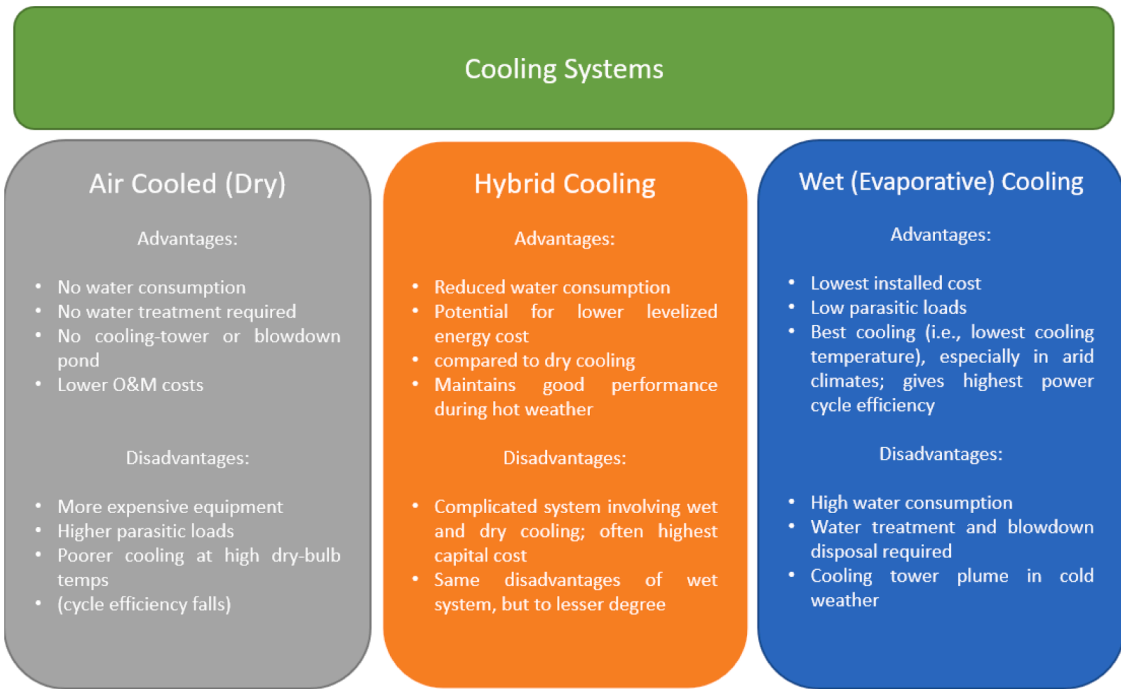 Cooling Systems
Air Cooled (Dry)
Advantages:
• No water consumption
• No water treatment required
• No cooling-tower or blowdown
pond
• Lower O&M costs
Disadvantages:
• More expensive equipment
• Higher parasitic loads
• Poorer cooling at high dry-bulb
temps
• (cycle efficiency falls)
Hybrid Cooling
Advantages:
• Reduced water consumption
• Potential for lower levelized
energy cost
• compared to dry cooling
• Maintains good performance
during hot weather
Disadvantages:
• Complicated system involving wet
and dry cooling; often highest
capital cost
• Same disadvantages of wet
system, but to lesser degree
Wet (Evaporative) Cooling
Advantages:
• Lowest installed cost
• Low parasitic loads
• Best cooling (i.e., lowest cooling
temperature), especially in arid
climates; gives highest power
cycle efficiency
Disadvantages:
• High water consumption
• Water treatment and blowdown
disposal required
• Cooling tower plume in cold
weather